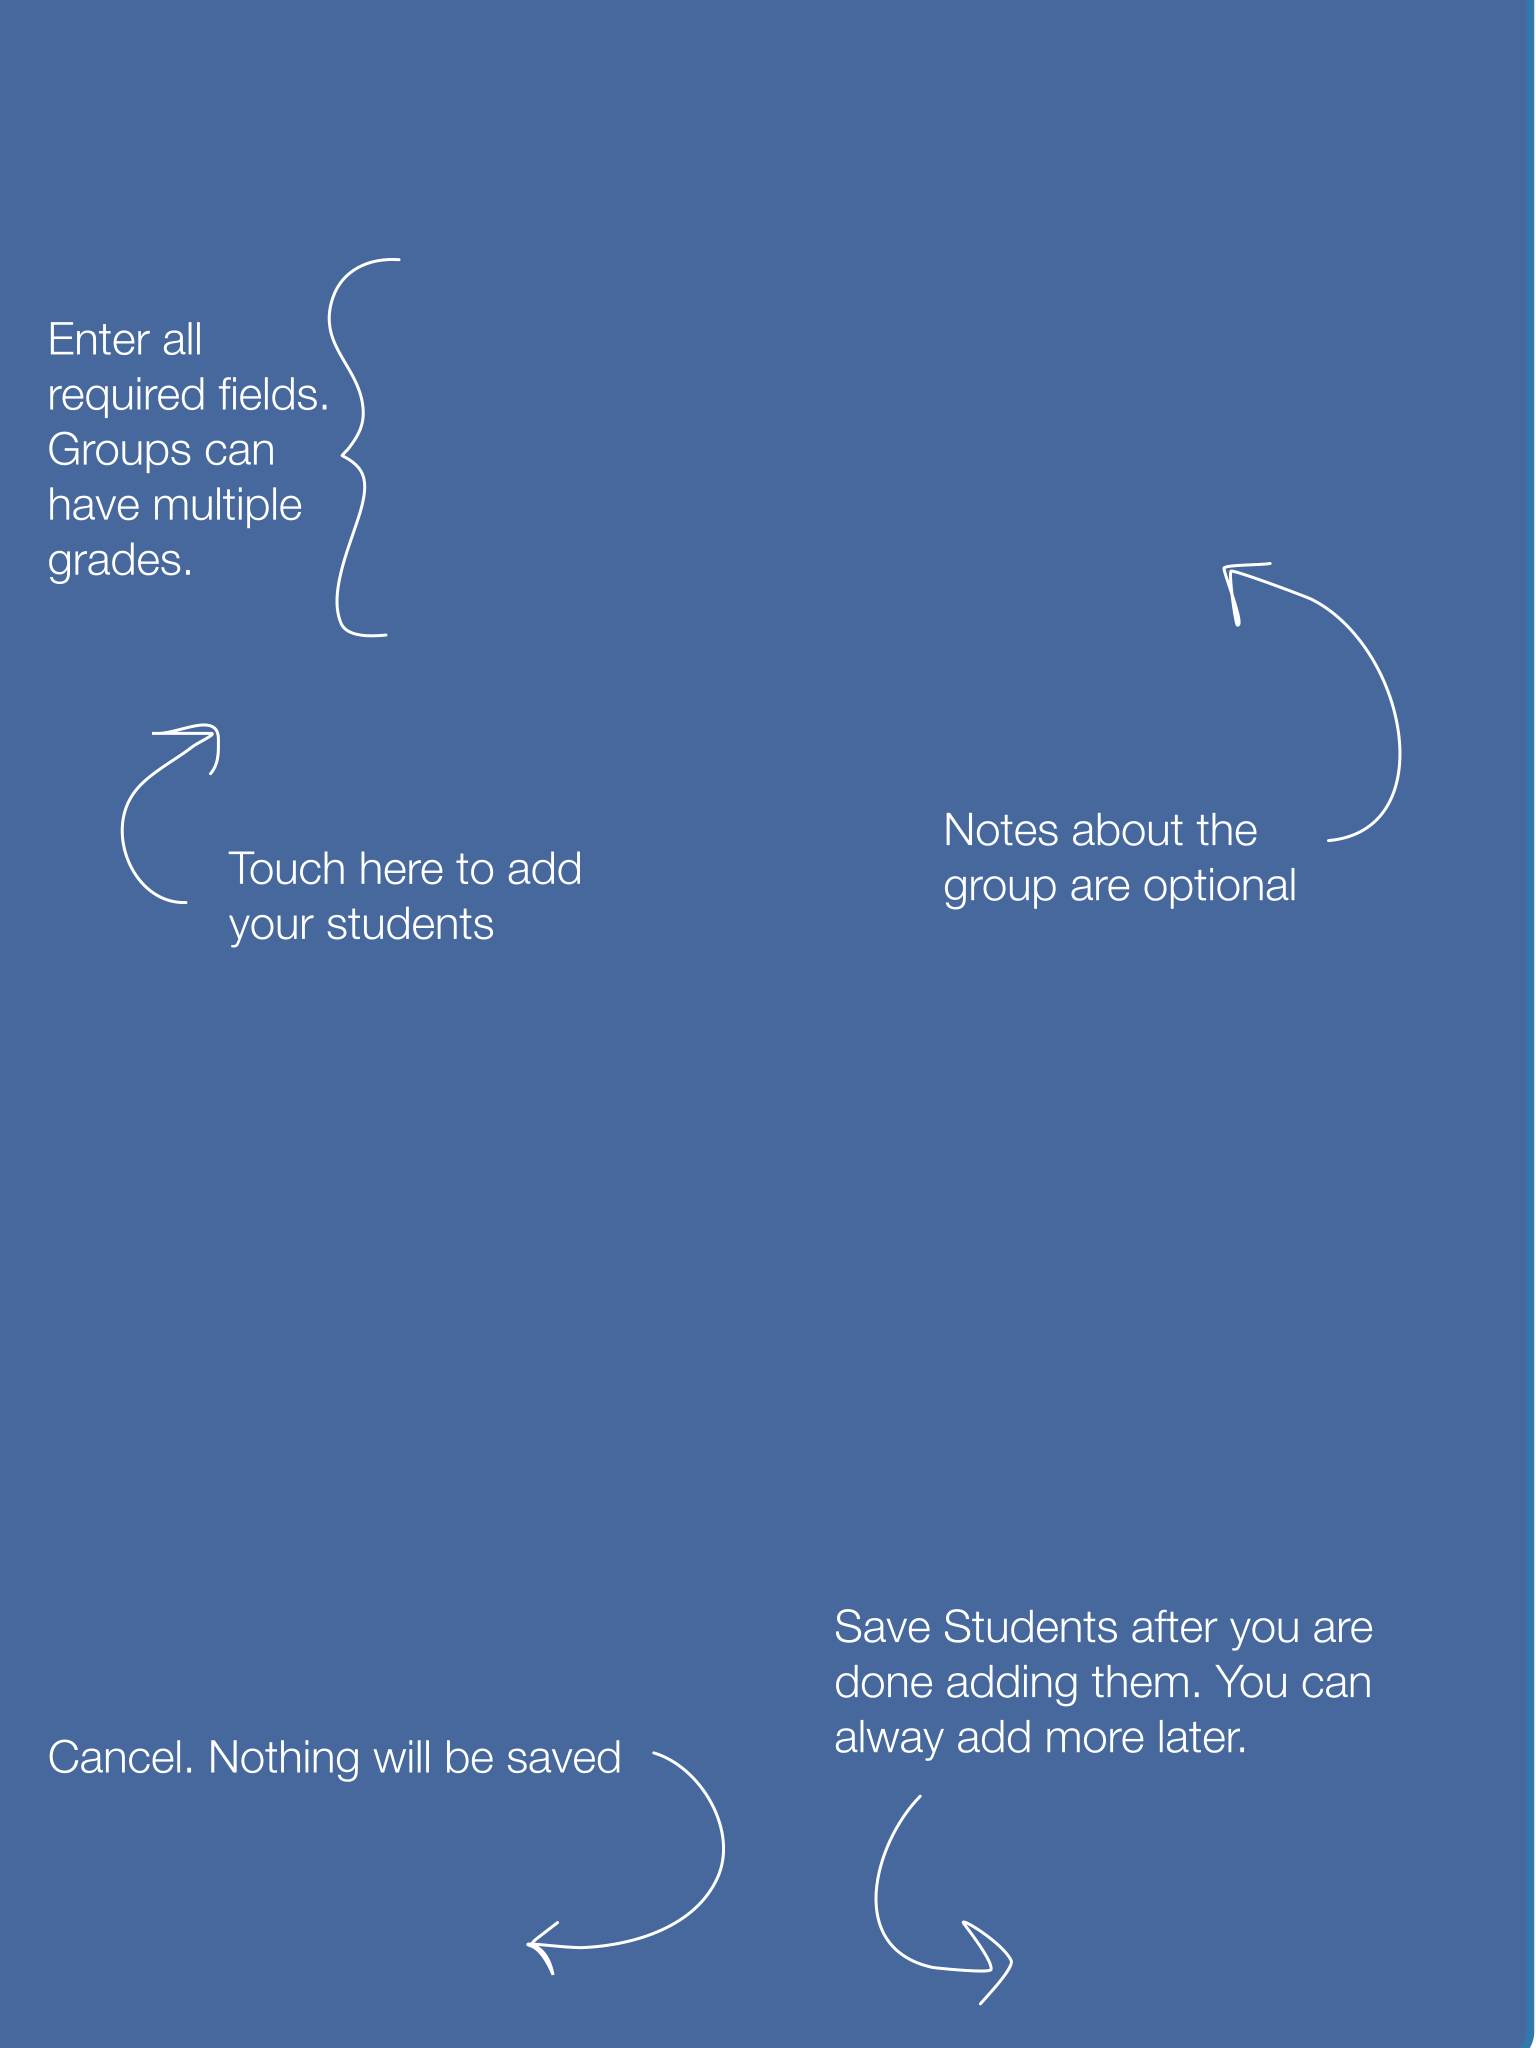 Enter all
required fields.
Groups can
have multiple
grades.
Touch here to add
your students
Notes about the
group are optional
Save Students after you are
done adding them. You can
alway add more later.
Cancel. Nothing will be saved